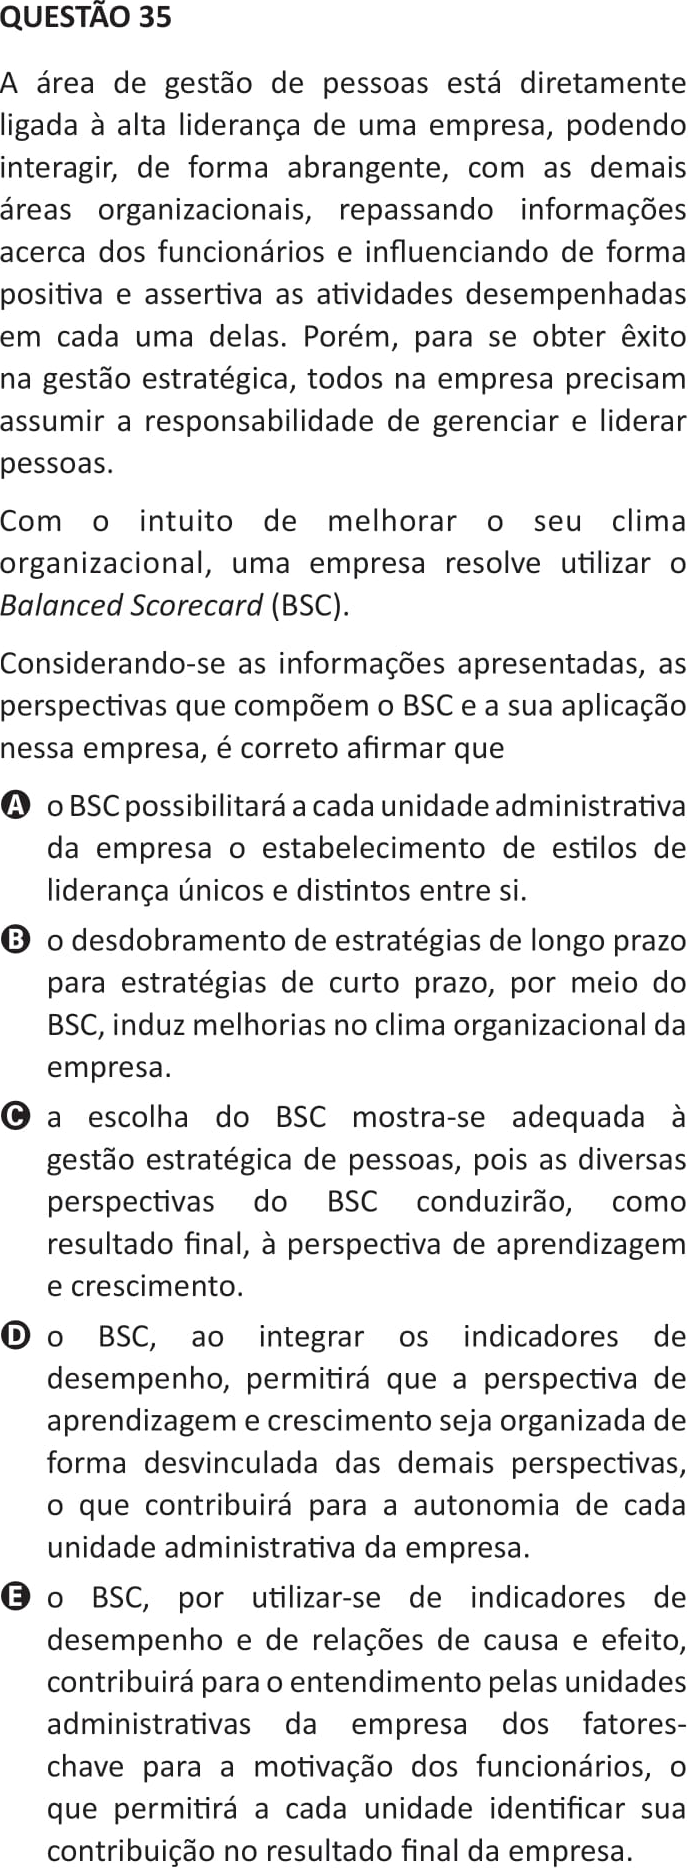 QUESTÃO 35
A área de gestão de pessoas está diretamente
ligada à alta liderança de uma empresa, podendo
interagir, de forma abrangente, com as demais
áreas organizacionais, repassando informações
acerca dos funcionários e influenciando de forma
positiva e assertiva as atividades desempenhadas
em cada uma delas. Porém, para se obter êxito
na gestão estratégica, todos na empresa precisam
assumir a responsabilidade de gerenciar e liderar
pessoas.
Com o intuito de melhorar o seu clima
organizacional, uma empresa resolve utilizar o
Balanced Scorecard (BSC).
Considerando-se as informações apresentadas, as
perspectivas que compõem o BSC e a sua aplicação
nessa empresa, é correto afirmar que
A o BSC possibilitará a cada unidade administrativa
da empresa o estabelecimento de estilos de
liderança únicos e distintos entre si.
B o desdobramento de estratégias de longo prazo
para estratégias de curto prazo, por meio do
BSC, induz melhorias no clima organizacional da
empresa.
C a escolha do BSC mostra-se adequada à
gestão estratégica de pessoas, pois as diversas
perspectivas do BSC conduzirão, como
resultado final, à perspectiva de aprendizagem
e crescimento.
D o BSC, ao integrar os indicadores de
desempenho, permitirá que a perspectiva de
aprendizagem e crescimento seja organizada de
forma desvinculada das demais perspectivas,
o que contribuirá para a autonomia de cada
unidade administrativa da empresa.
E o BSC, por utilizar-se de indicadores de
desempenho e de relações de causa e efeito,
contribuirá para o entendimento pelas unidades
administrativas da empresa dos fatores-
chave para a motivação dos funcionários, o
que permitirá a cada unidade identificar sua
contribuição no resultado final da empresa.